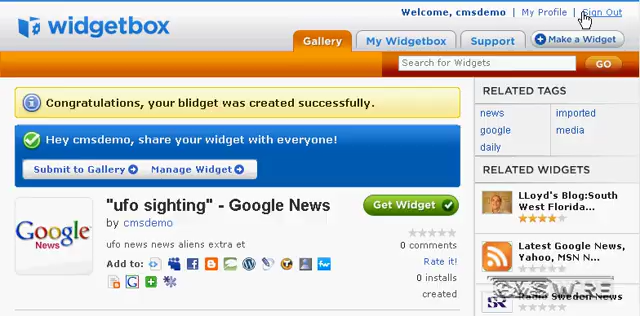 Welcome, cmsdemo | My Profile | Sign Out
widgetbox
Gallery
My Widgetbox
Support
Make a Widget
Search for Widgets
GO
Congratulations, your blidget was created successfully.
Hey cmsdemo, share your widget with everyone!
Submit to Gallery
Manage Widget
Google
News
"ufo sighting" - Google News
by cmsdemo
ufo news news aliens extra et
Add to:
Get Widget
0 comments
Rate it!
0 installs
created
RELATED TAGS
news
imported
google
media
daily
RELATED WIDGETS
LLoyd's Blog:South
West Florida...
Latest Google News,
Yahoo, MSN N...
SR
Radio Sweden News